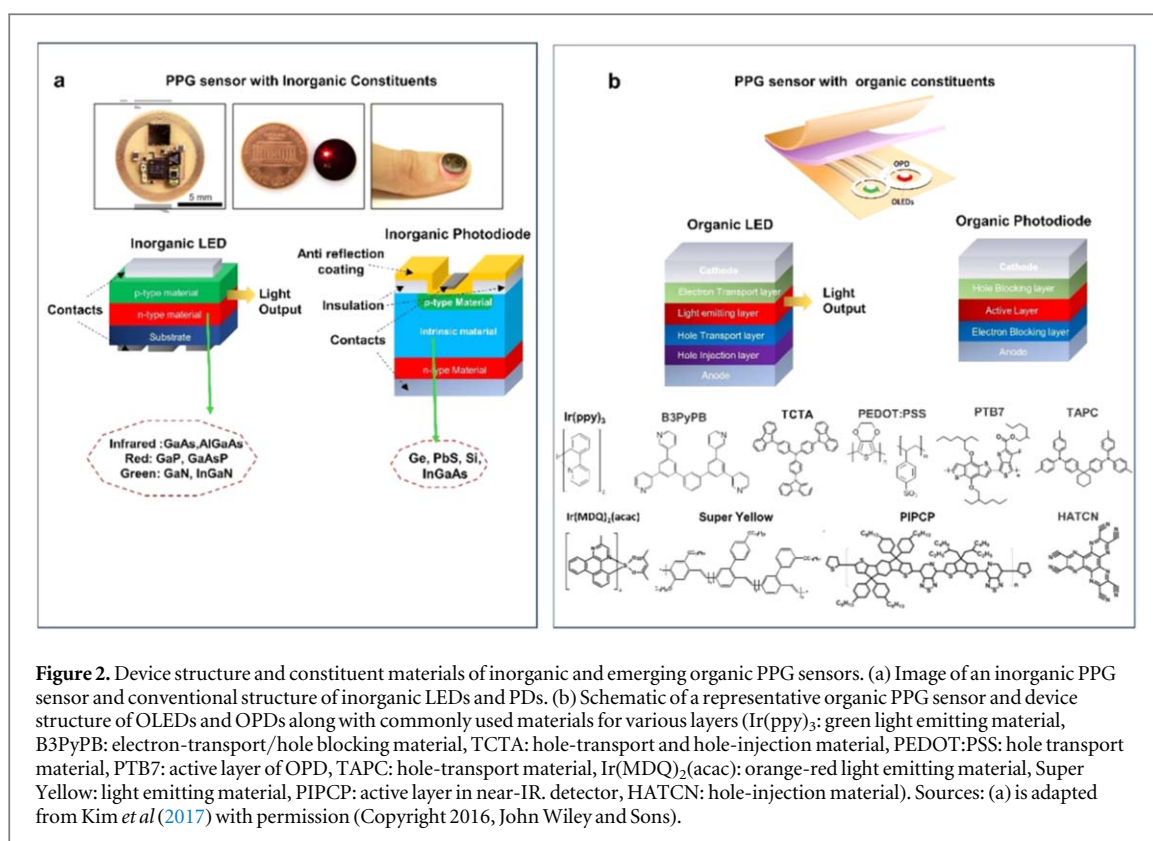 a
PPG sensor with Inorganic Constituents
5 mm
Inorganic LED
Contacts
p-type material
n-type material
Substrate
Light
Output
Infrared :GaAs,AlGaAs
Red: GaP, GaAsP
Green: GaN, InGaN
Inorganic Photodiode
Anti reflection
coating
Insulation
Contacts
p-type Material
Intrinsic material
n-type Material
Ge, PbS, Si,
InGaAs
b
PPG sensor with organic constituents
OPD
OLEDs
Organic LED
Cathode
Electron Transport layer
Light emitting layer
Hole Transport layer
Hole Injection layer
Anode
Light
Output
Organic Photodiode
Cathode
Hole Blocking layer
Active Layer
Electron Blocking layer
Anode
Ir(ppy)₃
B3PyPB
TCTA
PEDOT:PSS
PTB7
TAPC
Ir(MDQ)₂(acac)
Super Yellow
PIPCP
HATCN
Figure 2. Device structure and constituent materials of inorganic and emerging organic PPG sensors. (a) Image of an inorganic PPG
sensor and conventional structure of inorganic LEDs and PDs. (b) Schematic of a representative organic PPG sensor and device
structure of OLEDs and OPDs along with commonly used materials for various layers (Ir(ppy)₃: green light emitting material,
B3PyPB: electron-transport/hole blocking material, TCTA: hole-transport and hole-injection material, PEDOT:PSS: hole transport
material, PTB7: active layer of OPD, TAPC: hole-transport material, Ir(MDQ)₂(acac): orange-red light emitting material, Super
Yellow: light emitting material, PIPCP: active layer in near-IR. detector, HATCN: hole-injection material). Sources: (a) is adapted
from Kim et al (2017) with permission (Copyright 2016, John Wiley and Sons).